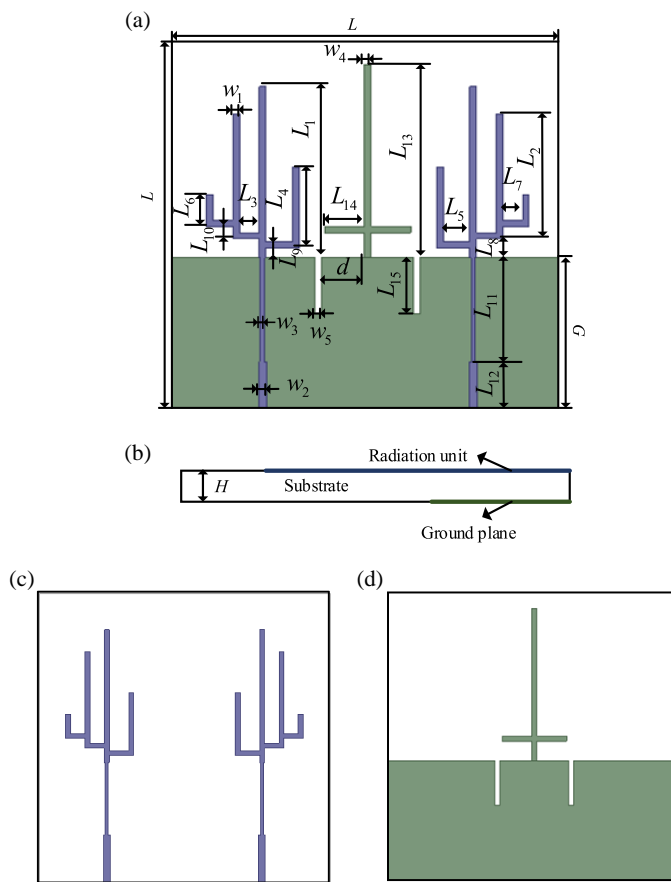 (a)
L
w4
w1
L1
L13
L2
L
L6
L3
L4
L14
L5
L7
L10
L9
L8
d
L15
L11
G
w3
w5
w2
L12
(b)
Radiation unit
H
Substrate
Ground plane
(c)
(d)